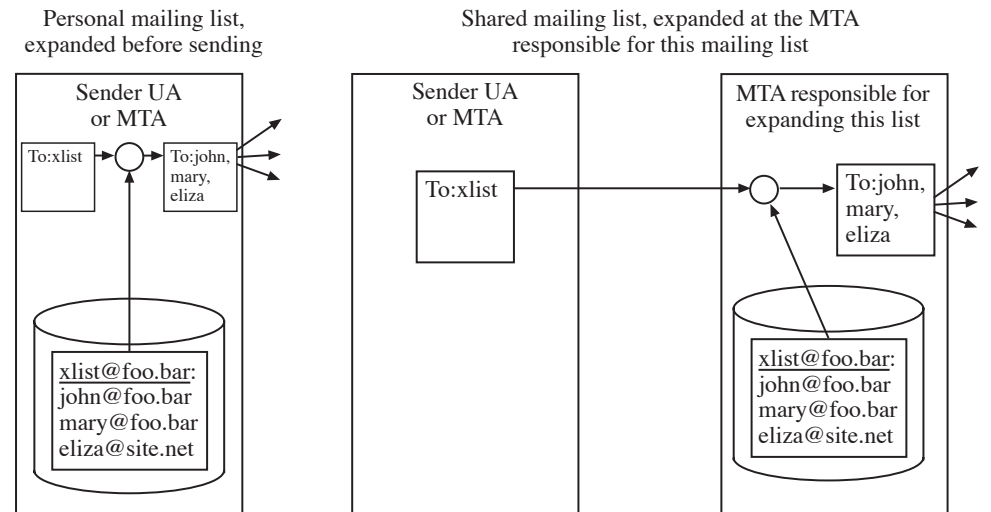 Personal mailing list,
expanded before sending
Sender UA
or MTA
To:xlist
To:john,
mary,
eliza
xlist@foo.bar:
john@foo.bar
mary@foo.bar
eliza@site.net
Shared mailing list, expanded at the MTA
responsible for this mailing list
Sender UA
or MTA
To:xlist
MTA responsible for
expanding this list
To:john,
mary,
eliza
xlist@foo.bar:
john@foo.bar
mary@foo.bar
eliza@site.net